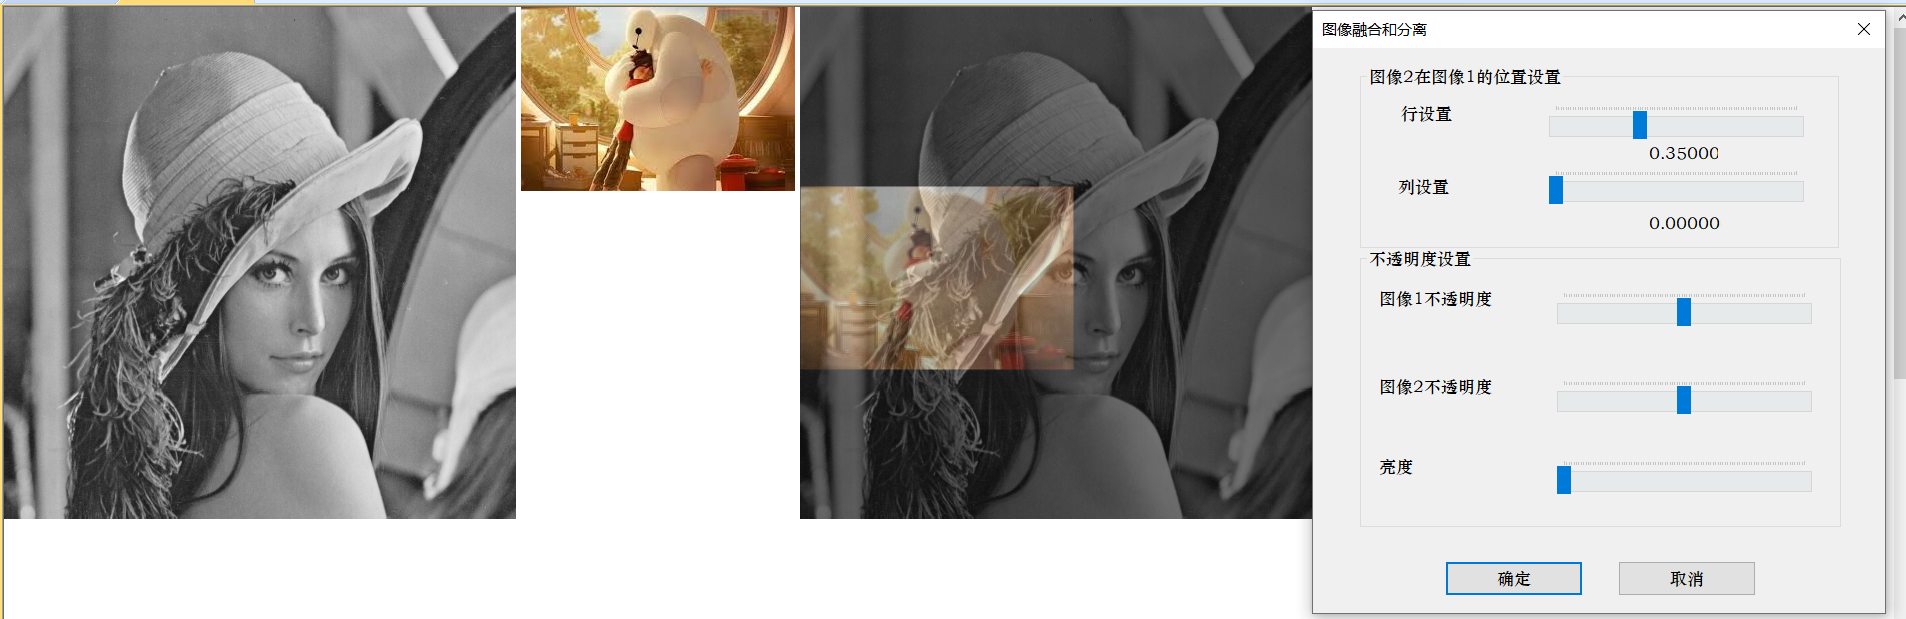 图像融合和分离
图像2在图像1的位置设置
行设置
0.35000
列设置
0.00000
不透明度设置
图像1不透明度
图像2不透明度
亮度
确定
取消